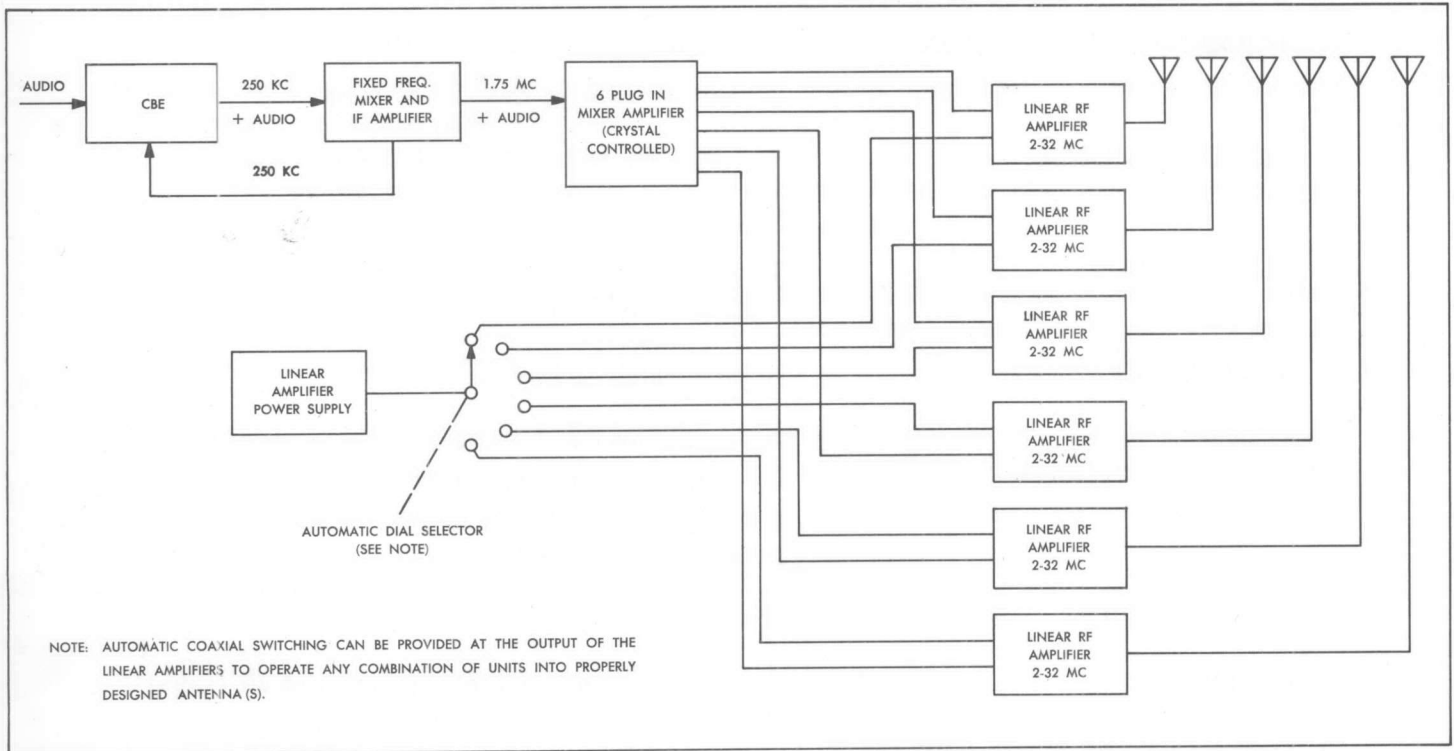 AUDIO
CBE
250 KC
+ AUDIO
FIXED FREQ.
MIXER AND
IF AMPLIFIER
1.75 MC
+ AUDIO
6 PLUG IN
MIXER AMPLIFIER
(CRYSTAL
CONTROLLED)
250 KC
LINEAR RF
AMPLIFIER
2-32 MC
LINEAR RF
AMPLIFIER
2-32 MC
LINEAR RF
AMPLIFIER
2-32 MC
LINEAR
AMPLIFIER
POWER SUPPLY
LINEAR RF
AMPLIFIER
2-32 MC
AUTOMATIC DIAL SELECTOR
(SEE NOTE)
LINEAR RF
AMPLIFIER
2-32 MC
LINEAR RF
AMPLIFIER
2-32 MC
NOTE: AUTOMATIC COAXIAL SWITCHING CAN BE PROVIDED AT THE OUTPUT OF THE
LINEAR AMPLIFIERS TO OPERATE ANY COMBINATION OF UNITS INTO PROPERLY
DESIGNED ANTENNA (S).